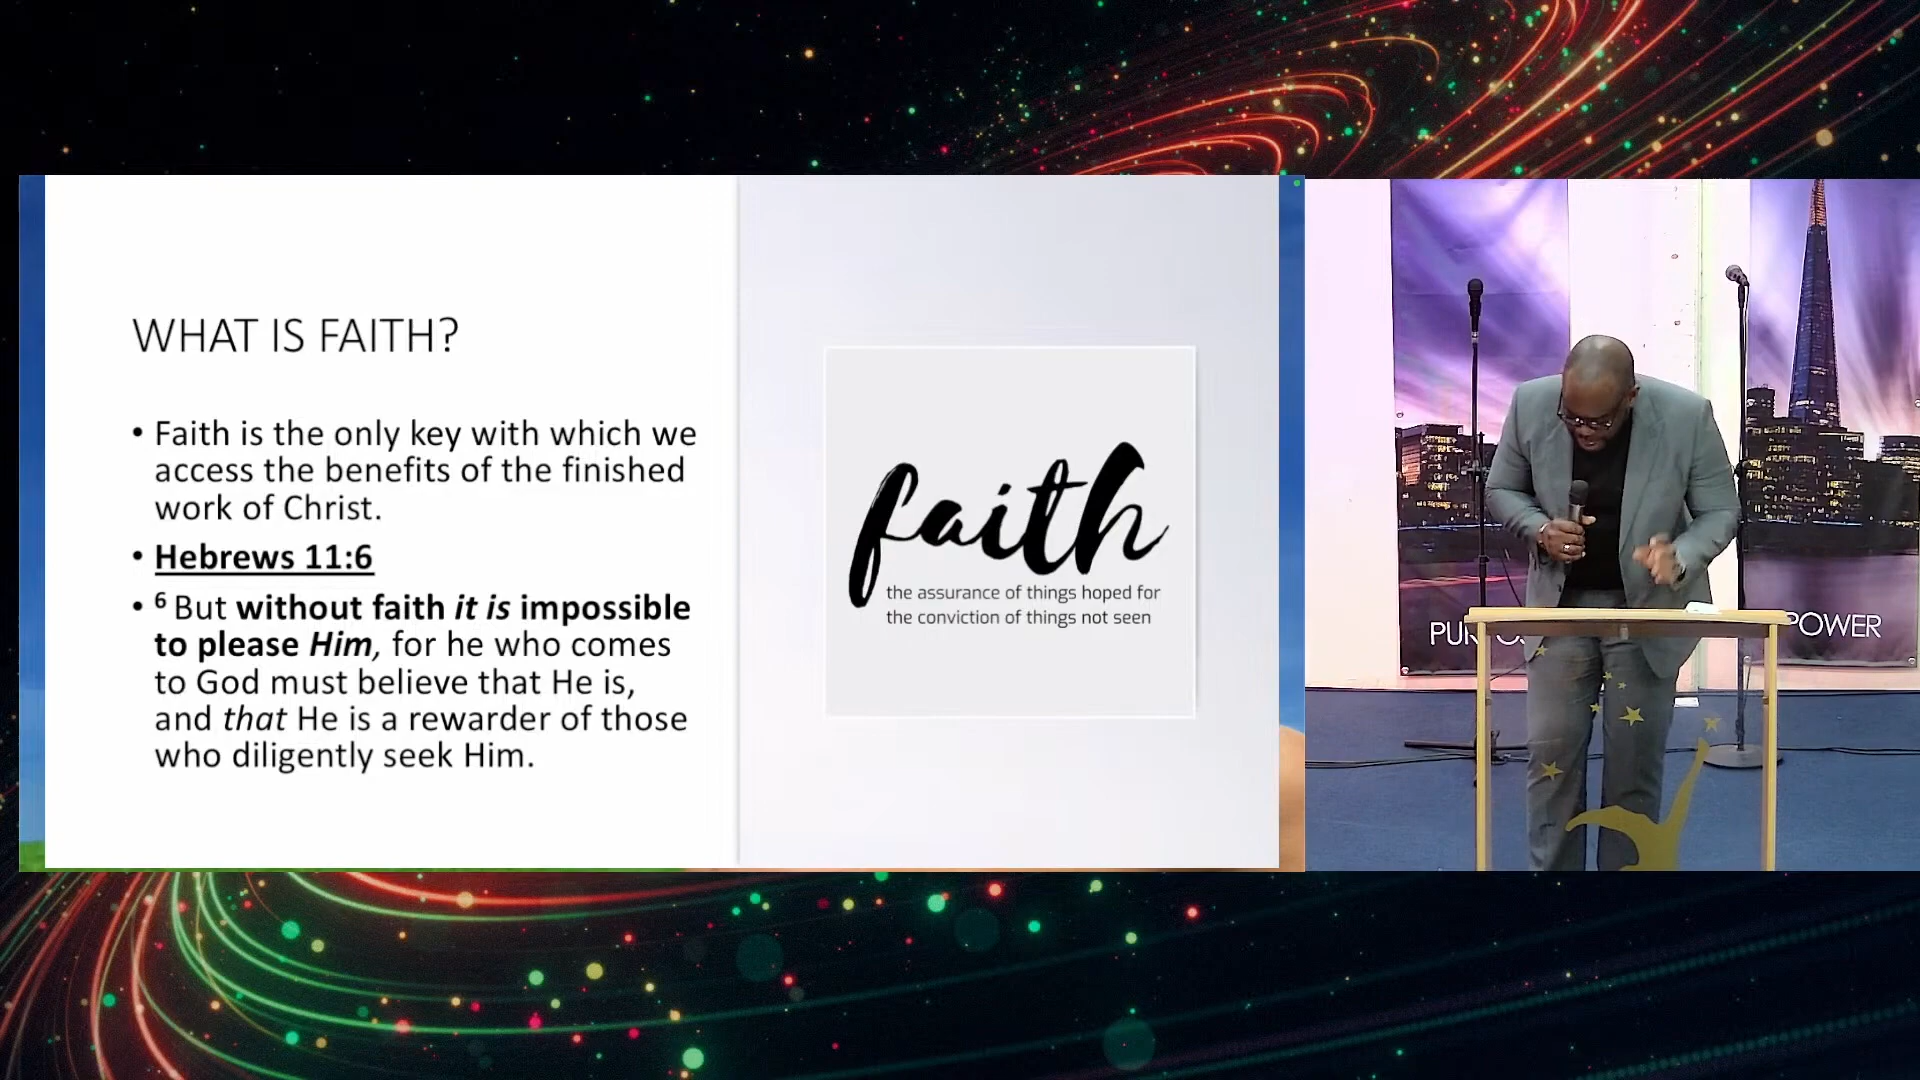 WHAT IS FAITH?
• Faith is the only key with which we
access the benefits of the finished
work of Christ.
• Hebrews 11:6
• 6 But without faith it is impossible
to please Him, for he who comes
to God must believe that He is,
and that He is a rewarder of those
who diligently seek Him.
faith
the assurance of things hoped for
the conviction of things not seen
POWER